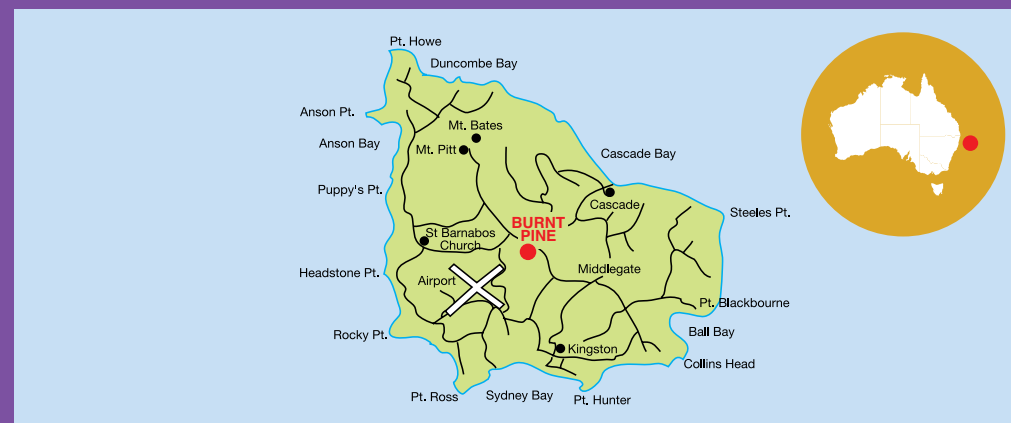 Pt. Howe
Duncombe Bay
Anson Pt.
Mt. Bates
Anson Bay
Mt. Pitt
Cascade Bay
Puppy's Pt.
Cascade
Steeles Pt.
BURNT
PINE
St Barnabos
Church
Middlegate
Headstone Pt.
Airport
Pt. Blackbourne
Rocky Pt.
Ball Bay
Kingston
Collins Head
Pt. Ross
Sydney Bay
Pt. Hunter